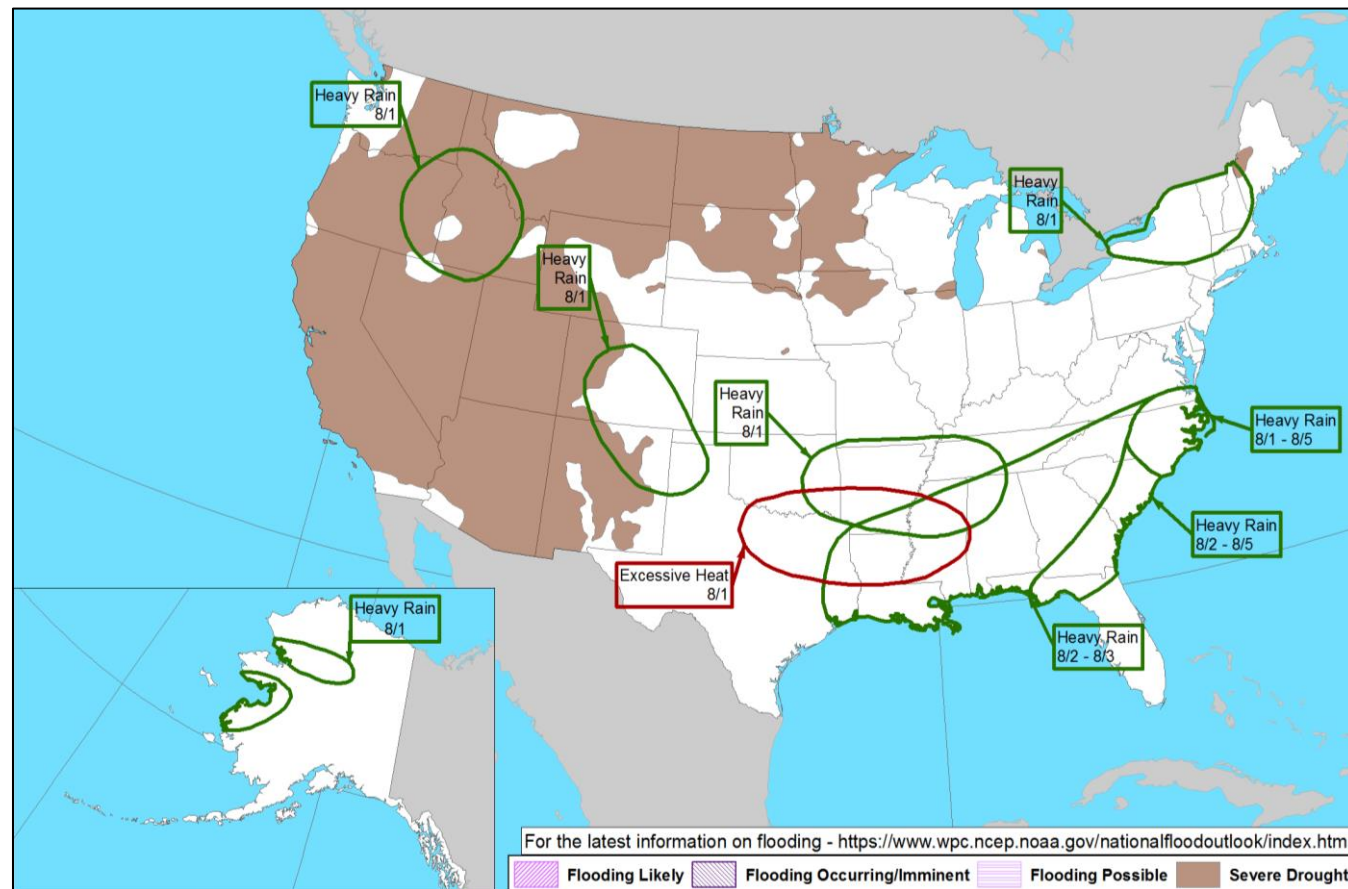 Heavy Rain
8/1
Heavy
Rain
8/1
Heavy
Rain
8/1
Heavy
Rain
8/1
Heavy Rain
8/1 - 8/5
Heavy Rain
8/2 - 8/5
Excessive Heat
8/1
Heavy Rain
8/2 - 8/3
Heavy Rain
8/1
For the latest information on flooding - https://www.wpc.ncep.noaa.gov/nationalfloodoutlook/index.htm
Flooding Likely Flooding Occurring/Imminent Flooding Possible Severe Drought